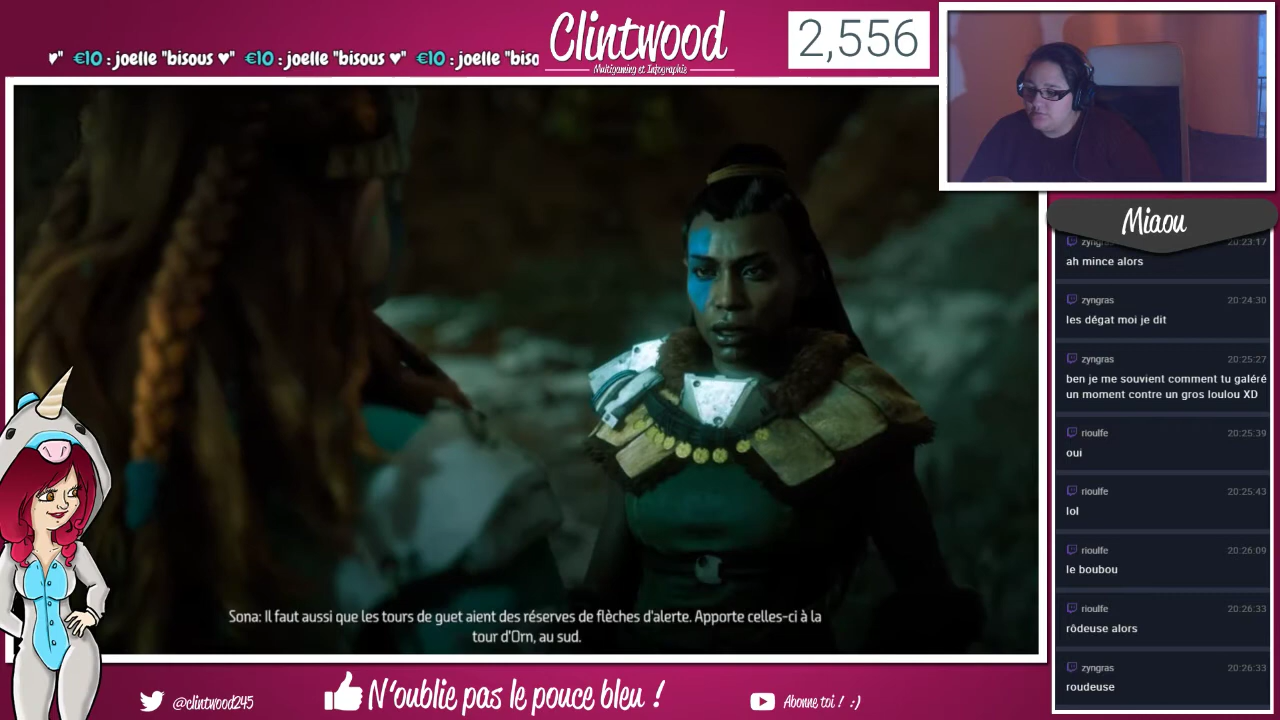 ♥" €10 : joelle "bisous ♥" €10 : joelle "bisous ♥" €10 : joelle "biso
Clintwood
Multigaming et Infographie
2,556
Miaou
20:23:17
ah mince alors
zyngras 20:24:30
les dégat moi je dit
zyngras 20:25:27
ben je me souvient comment tu galéré
un moment contre un gros loulou XD
rioulfe 20:25:39
oui
rioulfe 20:25:43
lol
rioulfe 20:26:09
le boubou
rioulfe 20:26:33
rôdeuse alors
zyngras 20:26:33
roudeuse
Sona: Il faut aussi que les tours de guet aient des réserves de flèches d'alerte. Apporte celles-ci à la
tour d'Orn, au sud.
@clintwood245
N'oublie pas le pouce bleu !
Abonne toi ! :)